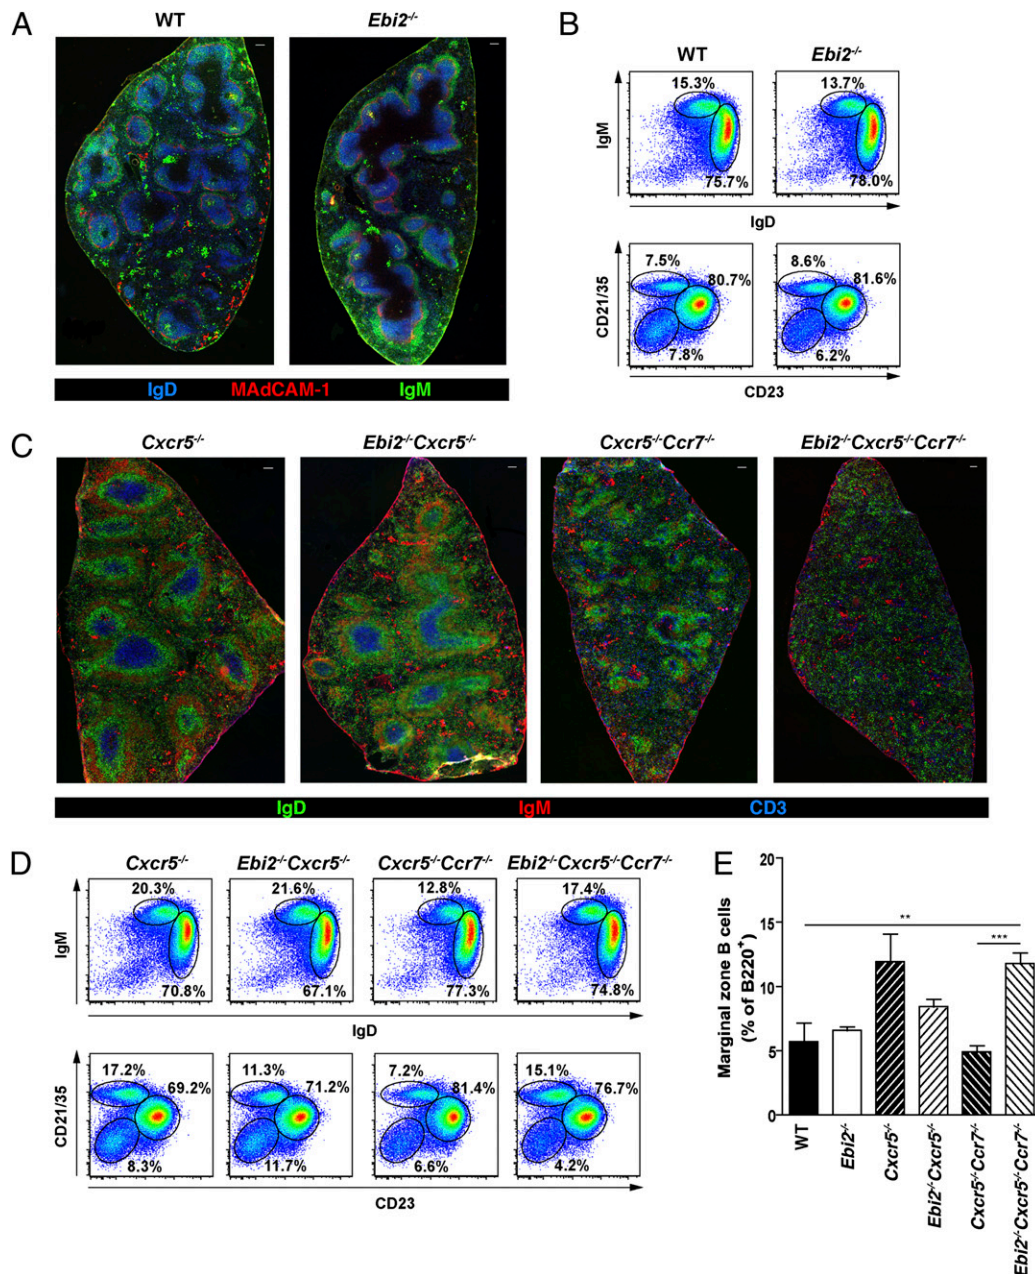 A
WT
Ebi2-/-
IgD MAdCAM-1 IgM
B
WT
Ebi2-/-
15.3%
13.7%
IgM
75.7%
78.0%
IgD
7.5%
8.6%
80.7%
81.6%
CD21/35
7.8%
6.2%
CD23
C
Cxcr5-/-
Ebi2-/-Cxcr5-/-
Cxcr5-/-Ccr7-/-
Ebi2-/-Cxcr5-/-Ccr7-/-
IgD IgM CD3
D
Cxcr5-/-
Ebi2-/-Cxcr5-/-
Cxcr5-/-Ccr7-/-
Ebi2-/-Cxcr5-/-Ccr7-/-
20.3%
21.6%
12.8%
17.4%
IgM
70.8%
67.1%
77.3%
74.8%
IgD
17.2%
11.3%
7.2%
15.1%
69.2%
71.2%
81.4%
76.7%
CD21/35
8.3%
11.7%
6.6%
4.2%
CD23
E
Marginal zone B cells
(% of B220+)
20
15
10
5
0
**
***
WT
Ebi2-/-
Cxcr5-/-
Ebi2-/-Cxcr5-/-
Cxcr5-/-Ccr7-/-
Ebi2-/-Cxcr5-/-Ccr7-/-